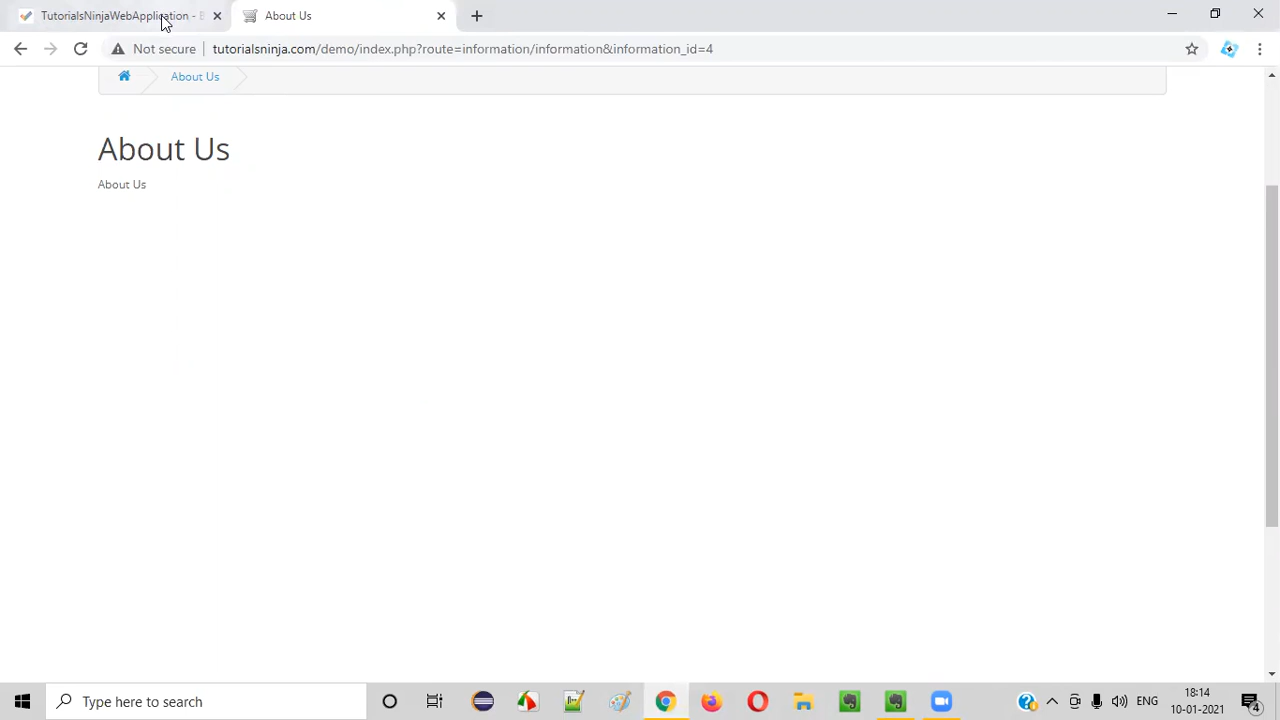 TutorialsNinjaWebApplication - B
About Us
Not secure
tutorialsninja.com/demo/index.php?route=information/information&information_id=4
About Us
About Us
About Us
Type here to search
ENG
18:14
10-01-2021
4